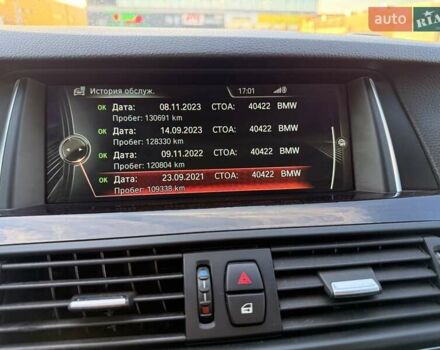 RIA
История обслуж.
17:01
OK Дата: 08.11.2023 СТОА: 40422 BMW
Пробег: 130691 km
OK Дата: 14.09.2023 СТОА: 40422 BMW
Пробег: 128330 km
OK Дата: 09.11.2022 СТОА: 40422 BMW
Пробег: 120804 km
OK Дата: 23.09.2021 СТОА: 40422 BMW
Пробег: 109338 km